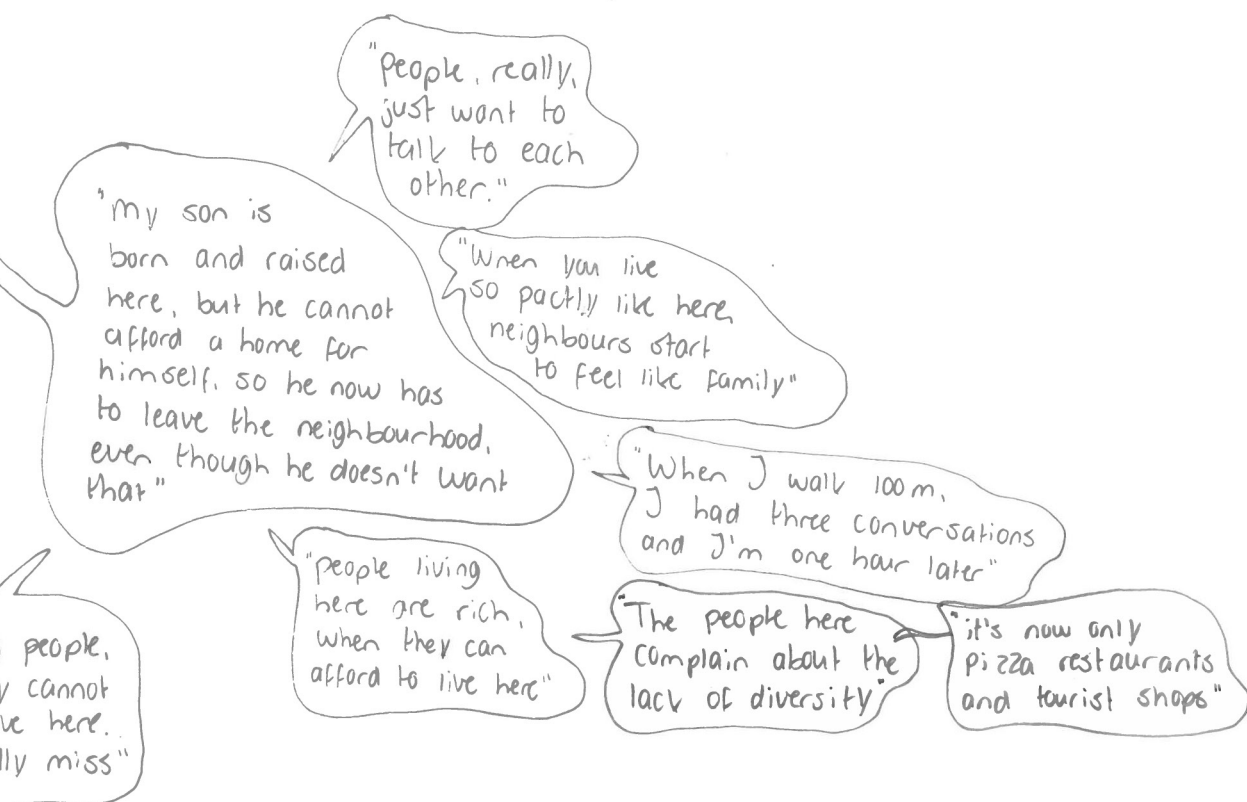 "people, really,
just want to
talk to each
other."
"my son is
born and raised
here, but he cannot
afford a home for
himself, so he now has
to leave the neighbourhood,
even though he doesn't want
that"
"When you live
so pactly like here,
neighbours start
to feel like family"
"When I walk 100m,
I had three conversations
and I'm one hour later"
"people living
here are rich,
when they can
afford to live here"
"The people here
complain about the
lack of diversity"
"it's now only
pizza restaurants
and tourist shops"
people,
cannot
here.
miss"